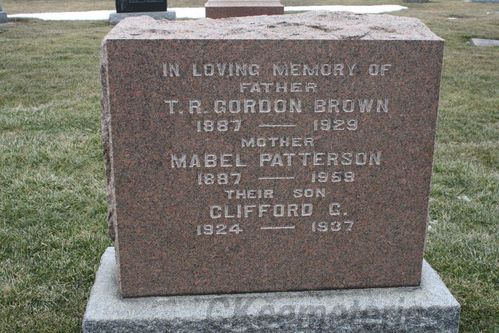 IN LOVING MEMORY OF
FATHER
T.R. GORDON BROWN
1887 — 1929
MOTHER
MABEL PATTERSON
1887 — 1959
THEIR SON
CLIFFORD G.
1924 — 1937